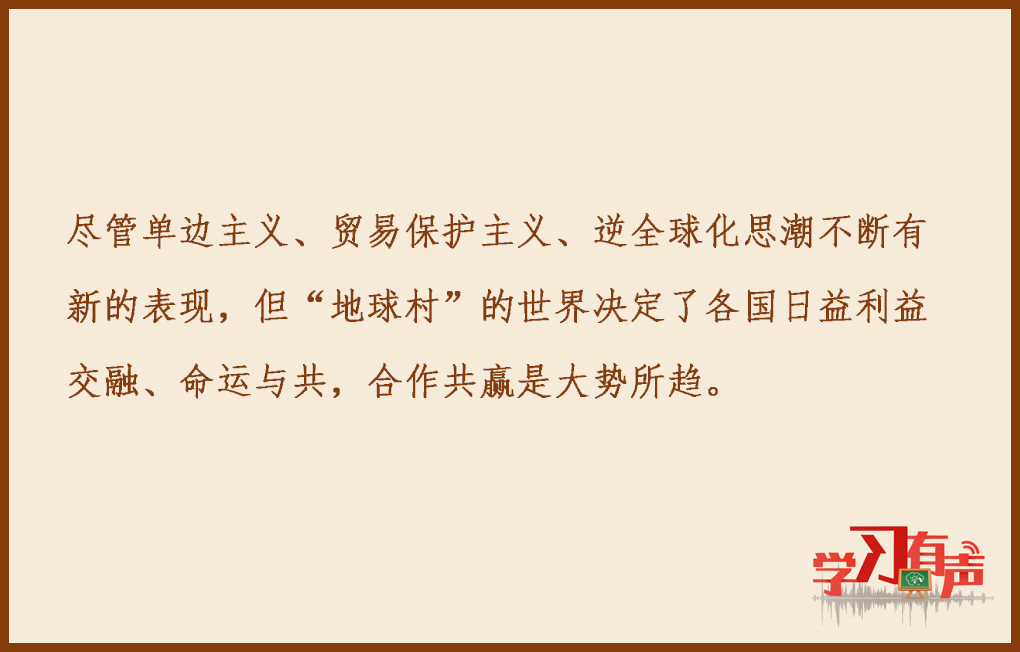 尽管单边主义、贸易保护主义、逆全球化思潮不断有
新的表现，但“地球村”的世界决定了各国日益利益
交融、命运与共，合作共赢是大势所趋。
学习有声